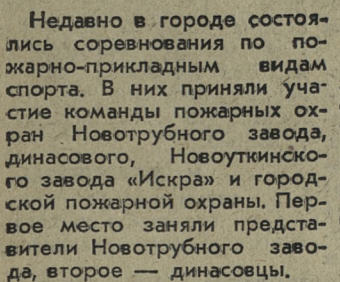 Недавно в городе состоя-
лись соревнования по по-
жарно-прикладным видам
спорта. В них приняли уча-
стие команды пожарных ох-
ран Новотрубного завода,
динасового, Новоуткинско-
го завода «Искра» и город-
ской пожарной охраны. Пер-
вое место заняли предста-
вители Новотрубного заво-
да, второе — динасовцы.